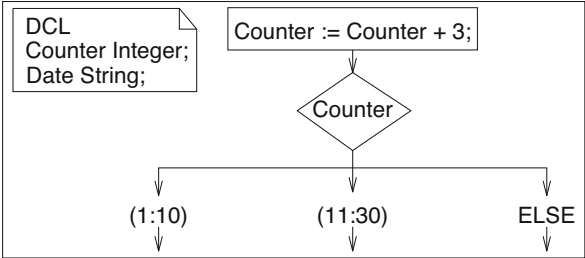 DCL
Counter Integer;
Date String;
Counter := Counter + 3;
Counter
(1:10)
(11:30)
ELSE